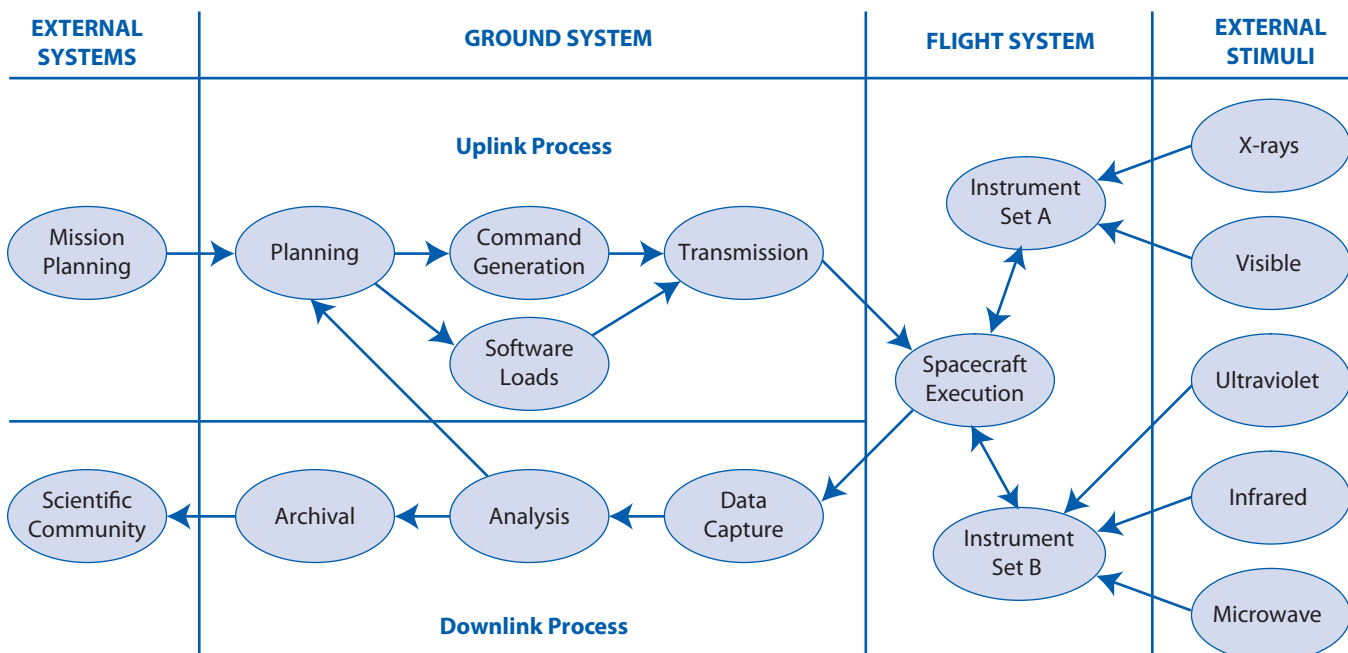 EXTERNAL
SYSTEMS
GROUND SYSTEM
FLIGHT SYSTEM
EXTERNAL
STIMULI
Uplink Process
Mission
Planning
Planning
Command
Generation
Software
Loads
Transmission
Instrument
Set A
Spacecraft
Execution
X-rays
Visible
Ultraviolet
Scientific
Community
Archival
Analysis
Data
Capture
Instrument
Set B
Infrared
Microwave
Downlink Process